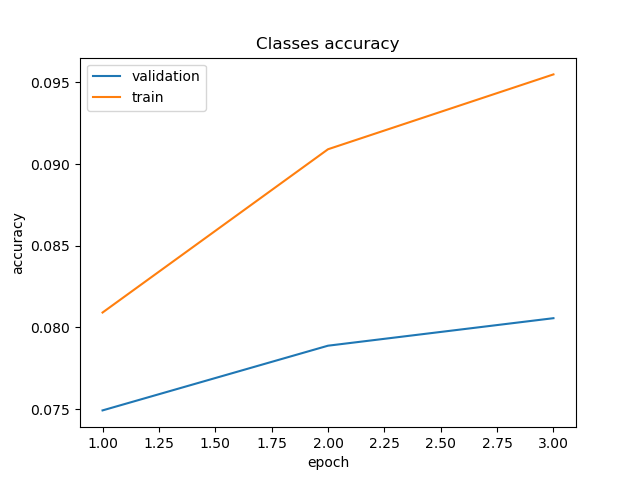 Classes accuracy
validation
train
0.095
0.090
0.085
0.080
0.075
accuracy
1.00 1.25 1.50 1.75 2.00 2.25 2.50 2.75 3.00
epoch